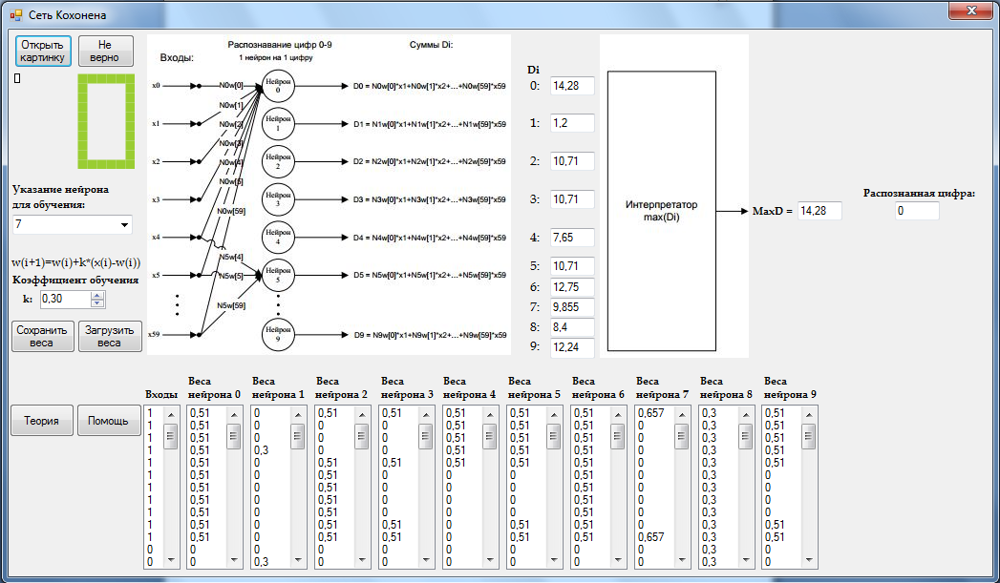 Сеть Кохонена
Открыть картинку
Не верно
Указание нейрона
для обучения:
7
w(i+1)=w(i)+k*(x(i)-w(i))
Коэффициент обучения
k: 0,30
Сохранить веса
Загрузить веса
Теория
Помощь
Распознавание цифр 0-9
1 нейрон на 1 цифру
Суммы Di:
Входы:
x0
x1
x2
x3
x4
x5
x59
N0w[0]
N0w[1]
N0w[2]
N0w[3]
N0w[4]
N0w[5]
N0w[59]
N5w[4]
N5w[5]
N5w[59]
Нейрон 0
Нейрон 1
Нейрон 2
Нейрон 3
Нейрон 4
Нейрон 5
Нейрон 9
D0 = N0w[0]*x1+N0w[1]*x2+...+N0w[59]*x59
D1 = N1w[0]*x1+N1w[1]*x2+...+N1w[59]*x59
D2 = N2w[0]*x1+N2w[1]*x2+...+N2w[59]*x59
D3 = N3w[0]*x1+N3w[1]*x2+...+N3w[59]*x59
D4 = N4w[0]*x1+N4w[1]*x2+...+N4w[59]*x59
D5 = N5w[0]*x1+N5w[1]*x2+...+N5w[59]*x59
D9 = N9w[0]*x1+N9w[1]*x2+...+N9w[59]*x59
Di
0: 14,28
1: 1,2
2: 10,71
3: 10,71
4: 7,65
5: 10,71
6: 12,75
7: 9,855
8: 8,4
9: 12,24
Интерпретатор
max(Di)
MaxD = 14,28
Распознанная цифра:
0
Входы
1
1
1
1
1
1
1
1
1
1
1
0
0
Веса
нейрона 0
0,51
0,51
0,51
0,51
0,51
0,51
0,51
0,51
0,51
0,51
0,51
0
0
Веса
нейрона 1
0
0
0
0,3
0
0
0
0
0
0
0
0
0,3
Веса
нейрона 2
0,51
0
0
0
0,51
0,51
0,51
0,51
0,51
0,51
0,51
0
0
Веса
нейрона 3
0,51
0
0
0
0,51
0
0
0
0
0,51
0,51
0
0
Веса
нейрона 4
0,51
0,51
0,51
0,51
0,51
0
0
0
0
0
0
0
0
Веса
нейрона 5
0,51
0,51
0,51
0,51
0,51
0
0
0
0
0,51
0,51
0
0
Веса
нейрона 6
0,51
0,51
0,51
0,51
0,51
0,51
0,51
0,51
0,51
0,51
0,51
0
0
Веса
нейрона 7
0,657
0
0
0
0
0
0
0
0
0
0,657
0
0
Веса
нейрона 8
0,3
0,3
0,3
0,3
0,3
0,3
0,3
0,3
0,3
0,3
0,3
0,3
0,3
Веса
нейрона 9
0,51
0,51
0,51
0,51
0,51
0
0
0
0
0,51
0,51
0
0